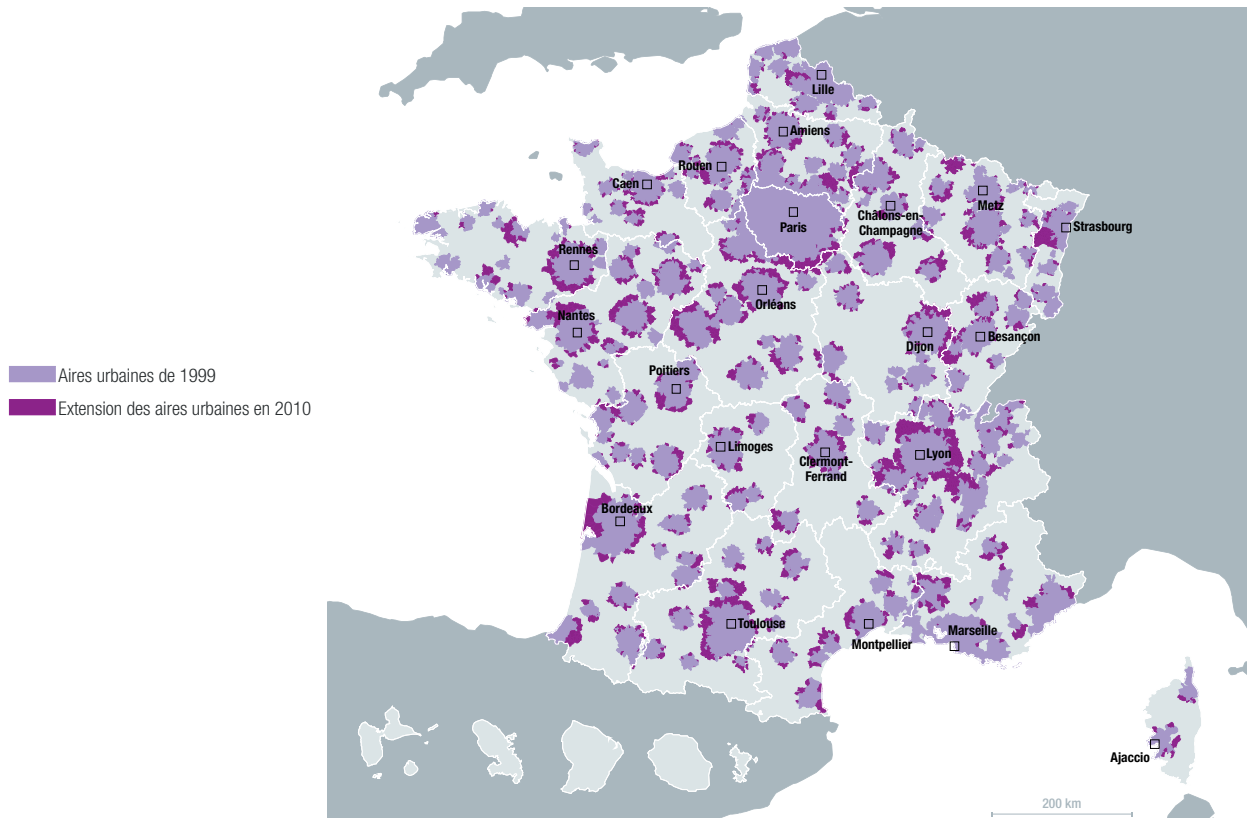 Lille
Amiens
Rouen
Caen
Metz
Châlons-en-
Champagne
Paris
Strasbourg
Rennes
Orléans
Nantes
Dijon
Besançon
Aires urbaines de 1999
Poitiers
Extension des aires urbaines en 2010
Limoges
Lyon
Clermont-
Ferrand
Bordeaux
Toulouse
Marseille
Montpellier
Ajaccio
200 km